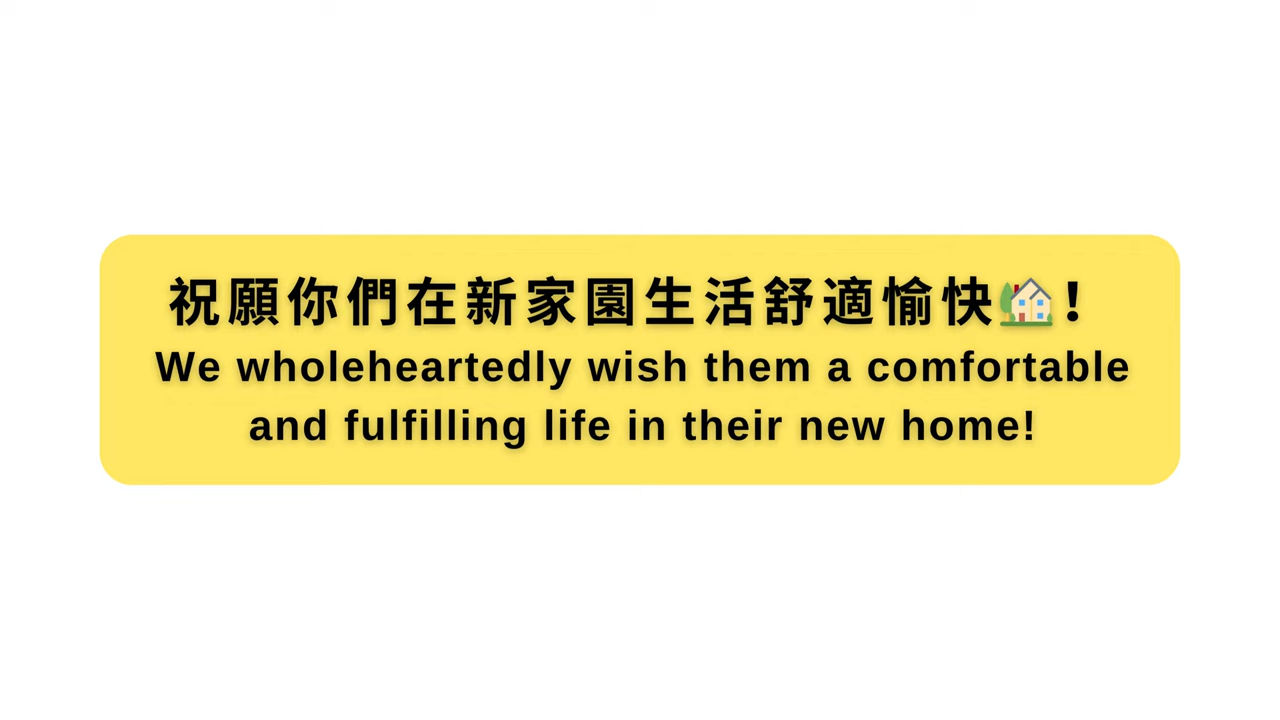 祝願你們在新家園生活舒適愉快🏡！
We wholeheartedly wish them a comfortable
and fulfilling life in their new home!